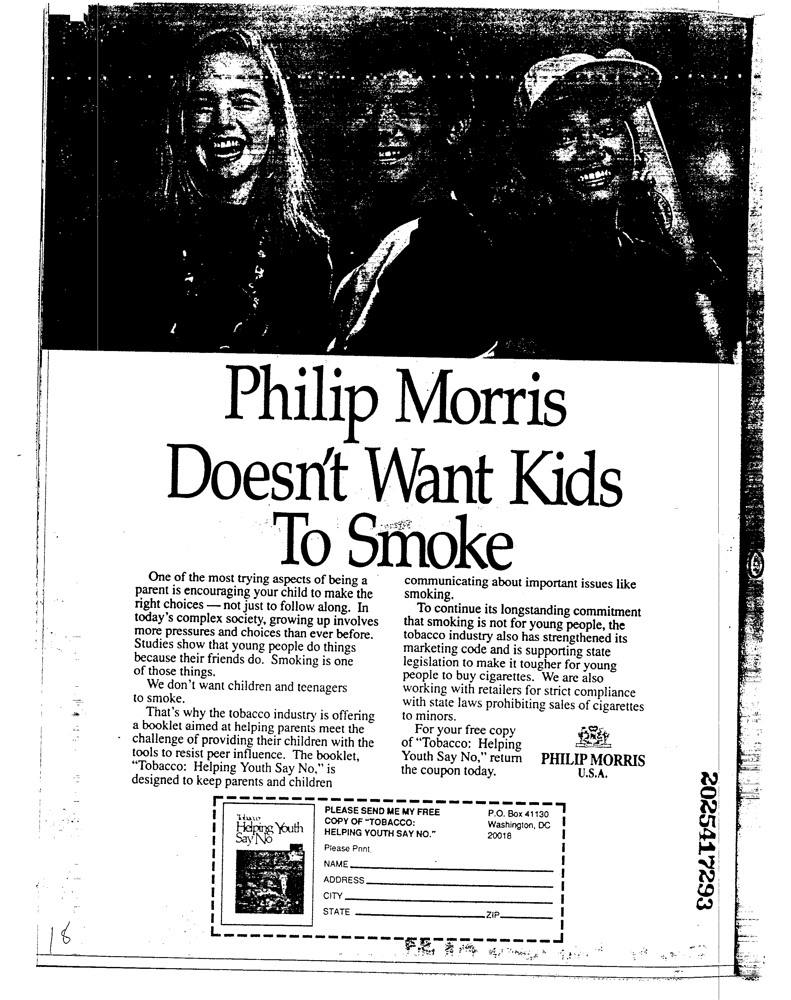 Philip Morris
Doesn't Want Kids
To Smoke
One of the most trying aspects of being a
parent is encouraging your child to make the
right choices — not just to follow along. In
today's complex society, growing up involves
more pressures and choices than ever before.
Studies show that young people do things
because their friends do. Smoking is one
of those things.
We don't want children and teenagers
to smoke.
That's why the tobacco industry is offering
a booklet aimed at helping parents meet the
challenge of providing their children with the
tools to resist peer influence. The booklet,
"Tobacco: Helping Youth Say No," is
designed to keep parents and children
communicating about important issues like
smoking.
To continue its longstanding commitment
that smoking is not for young people, the
tobacco industry also has strengthened its
marketing code and is supporting state
legislation to make it tougher for young
people to buy cigarettes. We are also
working with retailers for strict compliance
with state laws prohibiting sales of cigarettes
to minors.
For your free copy
of "Tobacco: Helping
Youth Say No," return
the coupon today.
PHILIP MORRIS
U.S.A.
Tobacco
Helping Youth
Say No
PLEASE SEND ME MY FREE
COPY OF "TOBACCO:
HELPING YOUTH SAY NO."
P.O. Box 41130
Washington, DC
20018
Please Print
NAME
ADDRESS
CITY
STATE ZIP
2025417293
18